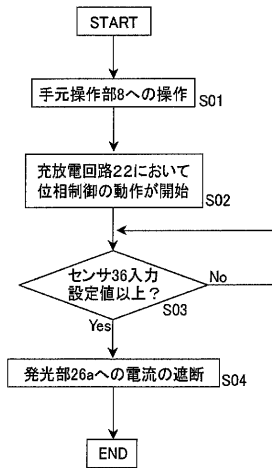 START
手元操作部8への操作
S01
充放電回路22において
位相制御の動作が開始
S02
センサ36入力
設定値以上？
No
S03
Yes
発光部26aへの電流の遮断
S04
END